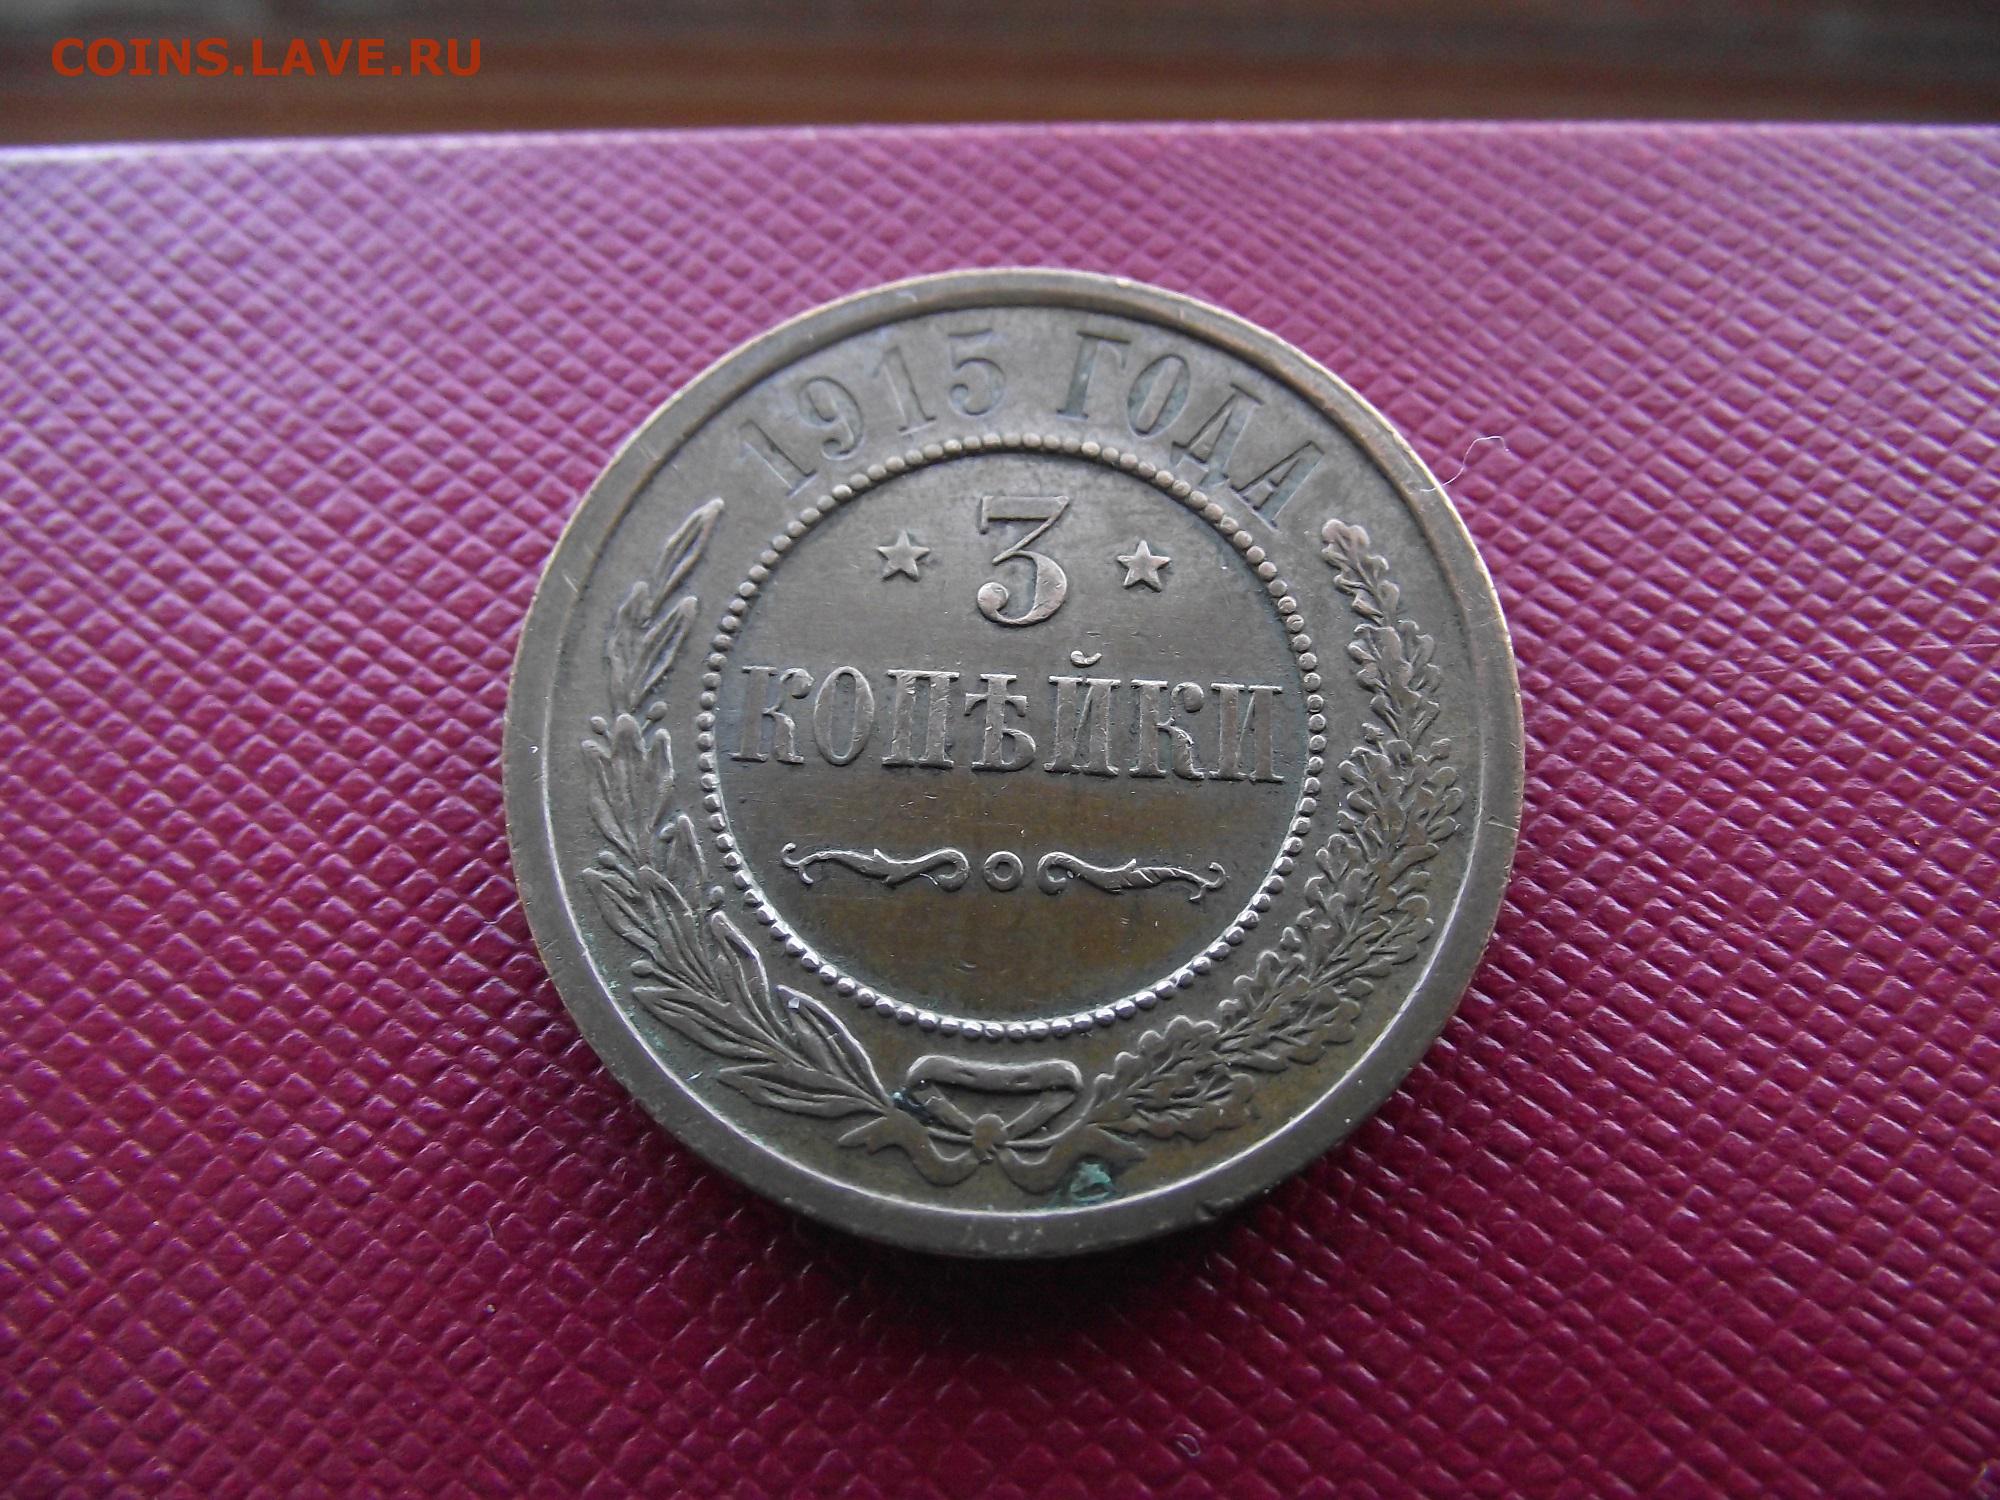 COINS.LAVE.RU
1915 ГОДА
3
КОПѢЙКИ